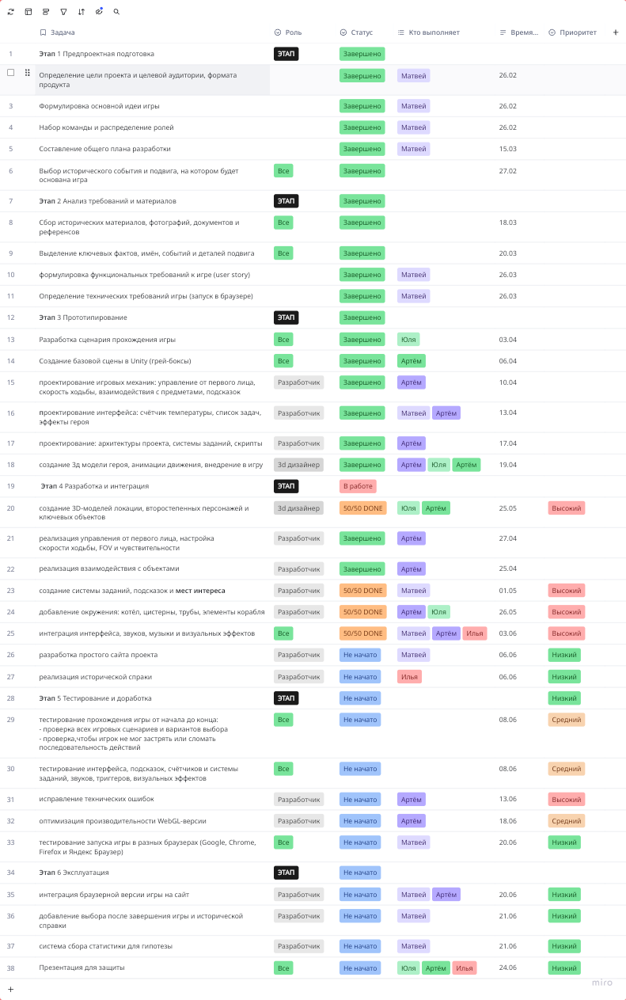 Задача Роль Статус Кто выполняет Время... Приоритет
1 Этап 1 Предпроектная подготовка ЭТАП Завершено
Определение цели проекта и целевой аудитории, формата Завершено Матвей 26.02
продукта
3 Формулировка основной идеи игры Завершено Матвей 26.02
4 Набор команды и распределение ролей Завершено Матвей 26.02
5 Составление общего плана разработки Завершено Матвей 15.03
6 Выбор исторического события и подвига, на котором будет Все Завершено 27.02
основана игра
7 Этап 2 Анализ требований и материалов ЭТАП Завершено
8 Сбор исторических материалов, фотографий, документов и Все Завершено 18.03
референсов
9 Выделение ключевых фактов, имён, событий и деталей подвига Все Завершено 20.03
10 формулировка функциональных требований к игре (user story) Завершено Матвей 26.03
11 Определение технических требований игры (запуск в браузере) Завершено Матвей 26.03
12 Этап 3 Прототипирование ЭТАП Завершено
13 Разработка сценария прохождения игры Все Завершено Юля 03.04
14 Создание базовой сцены в Unity (грей-боксы) Все Завершено Артём 06.04
15 проектирование игровых механик: управление от первого лица, Разработчик Завершено Артём 10.04
скорость ходьбы, взаимодействия с предметами, подсказок
16 проектирование интерфейса: счётчик температуры, список задач, Разработчик Завершено Матвей Артём 13.04
эффекты героя
17 проектирование: архитектуры проекта, системы заданий, скрипты Разработчик Завершено Артём 17.04
18 создание 3д модели героя, анимации движения, внедрение в игру 3d дизайнер Завершено Артём Юля Артём 19.04
19 Этап 4 Разработка и интеграция ЭТАП В работе
20 создание 3D-моделей локации, второстепенных персонажей и 3d дизайнер 50/50 DONE Юля Артём 25.05 Высокий
ключевых объектов
21 реализация управления от первого лица, настройка Разработчик Завершено Артём 27.04
скорости ходьбы, FOV и чувствительности
22 реализация взаимодействия с объектами Разработчик Завершено Артём 25.04
23 создание системы заданий, подсказок и мест интереса Разработчик 50/50 DONE Матвей 01.05 Высокий
24 добавление окружения: котёл, цистерны, трубы, элементы корабля Разработчик 50/50 DONE Артём Юля 26.05 Высокий
25 интеграция интерфейса, звуков, музыки и визуальных эффектов Все 50/50 DONE Матвей Артём Илья 03.06 Высокий
26 разработка простого сайта проекта Разработчик Не начато Матвей 06.06 Низкий
27 реализация исторической спраки Разработчик Не начато Илья 06.06 Низкий
28 Этап 5 Тестирование и доработка ЭТАП Не начато Низкий
29 тестирование прохождения игры от начала до конца: Все Не начато 08.06 Средний
- проверка всех игровых сценариев и вариантов выбора
- проверка,чтобы игрок не мог застрять или сломать
последовательность действий
30 тестирование интерфейса, подсказок, счётчиков и системы Все Не начато 08.06 Средний
заданий, звуков, триггеров, визуальных эффектов
31 исправление технических ошибок Разработчик Не начато Артём 13.06 Высокий
32 оптимизация производительности WebGL-версии Разработчик Не начато Артём 18.06 Средний
33 тестирование запуска игры в разных браузерах (Google, Chrome, Все Не начато Матвей 20.06 Низкий
Firefox и Яндекс Браузер)
34 Этап 6 Эксплуатация ЭТАП Не начато
35 интеграция браузерной версии игры на сайт Разработчик Не начато Матвей Артём 20.06 Низкий
36 добавление выбора после завершения игры и исторической Разработчик Не начато Матвей 21.06 Низкий
справки
37 система сбора статистики для гипотезы Разработчик Не начато Матвей 21.06 Низкий
38 Презентация для защиты Все Не начато Юля Артём Илья 24.06 Низкий
miro